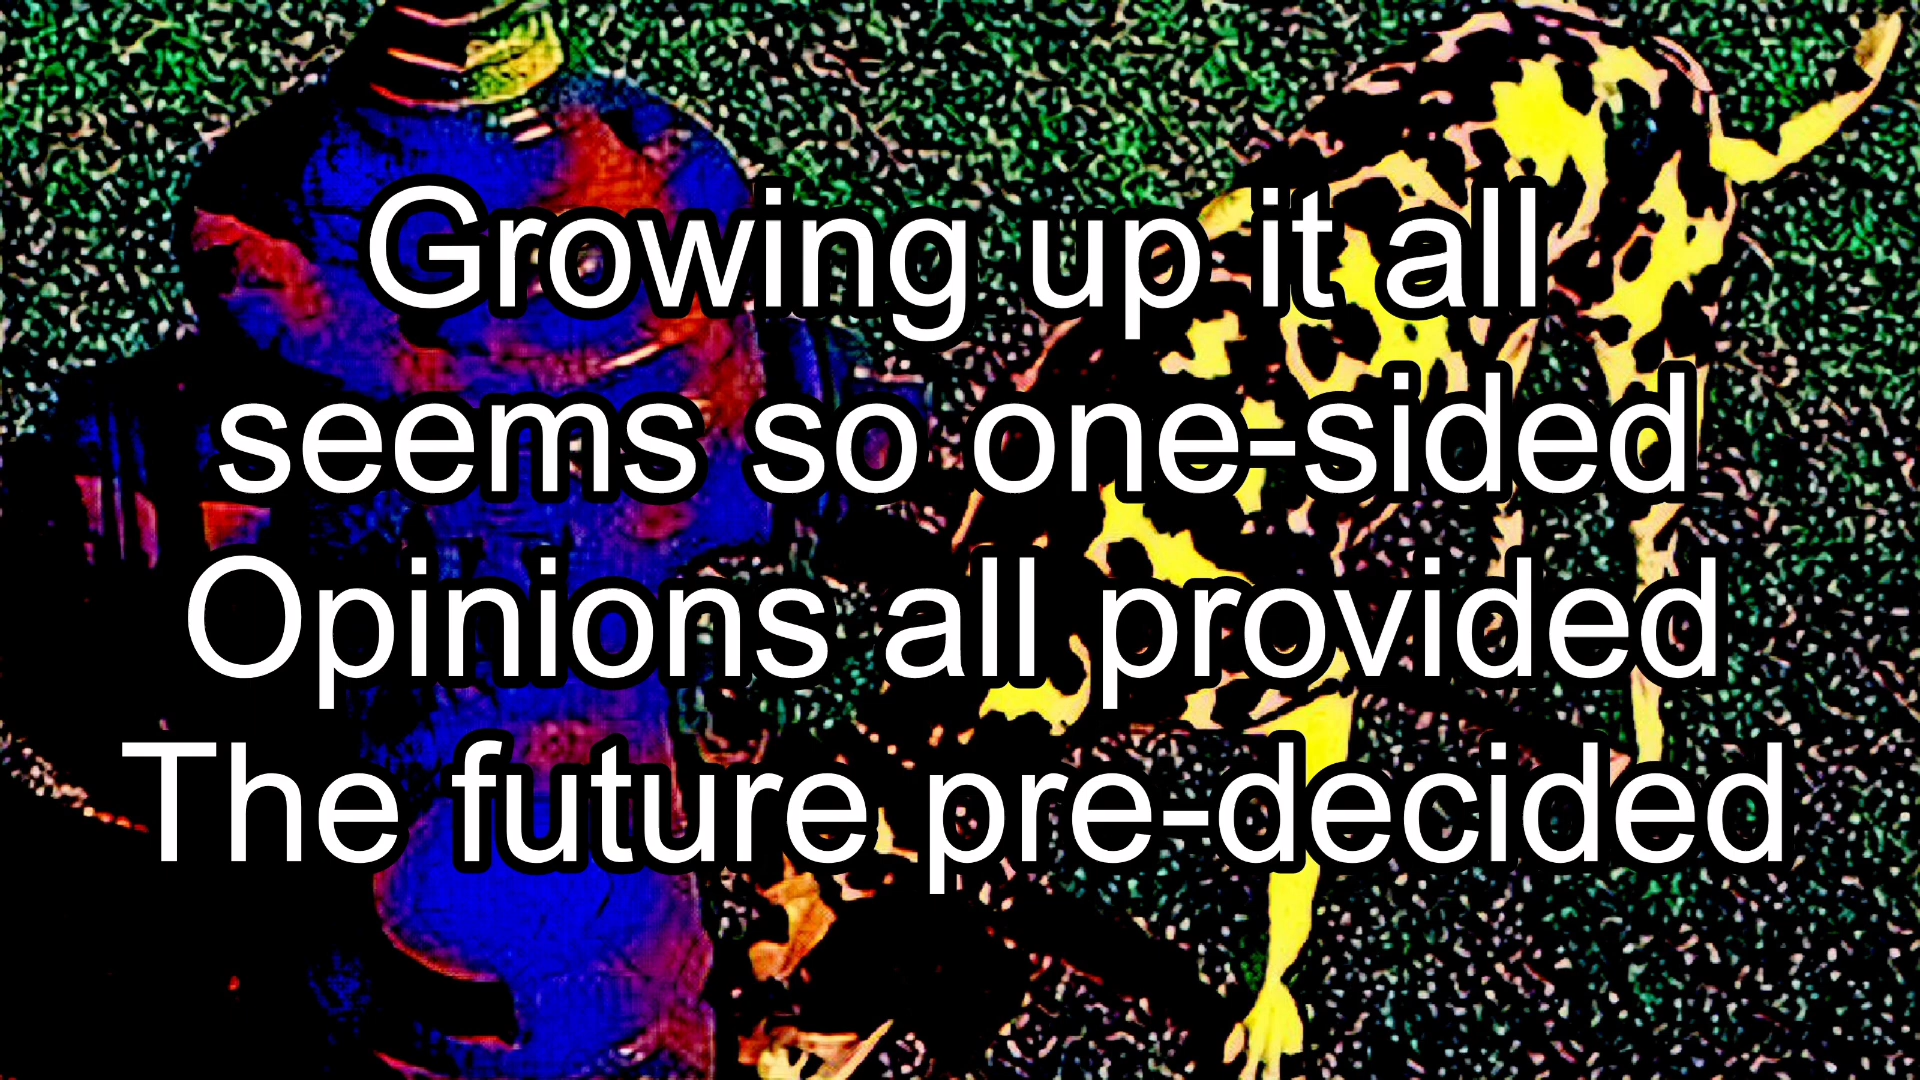 Growing up it all
seems so one-sided
Opinions all provided
The future pre-decided